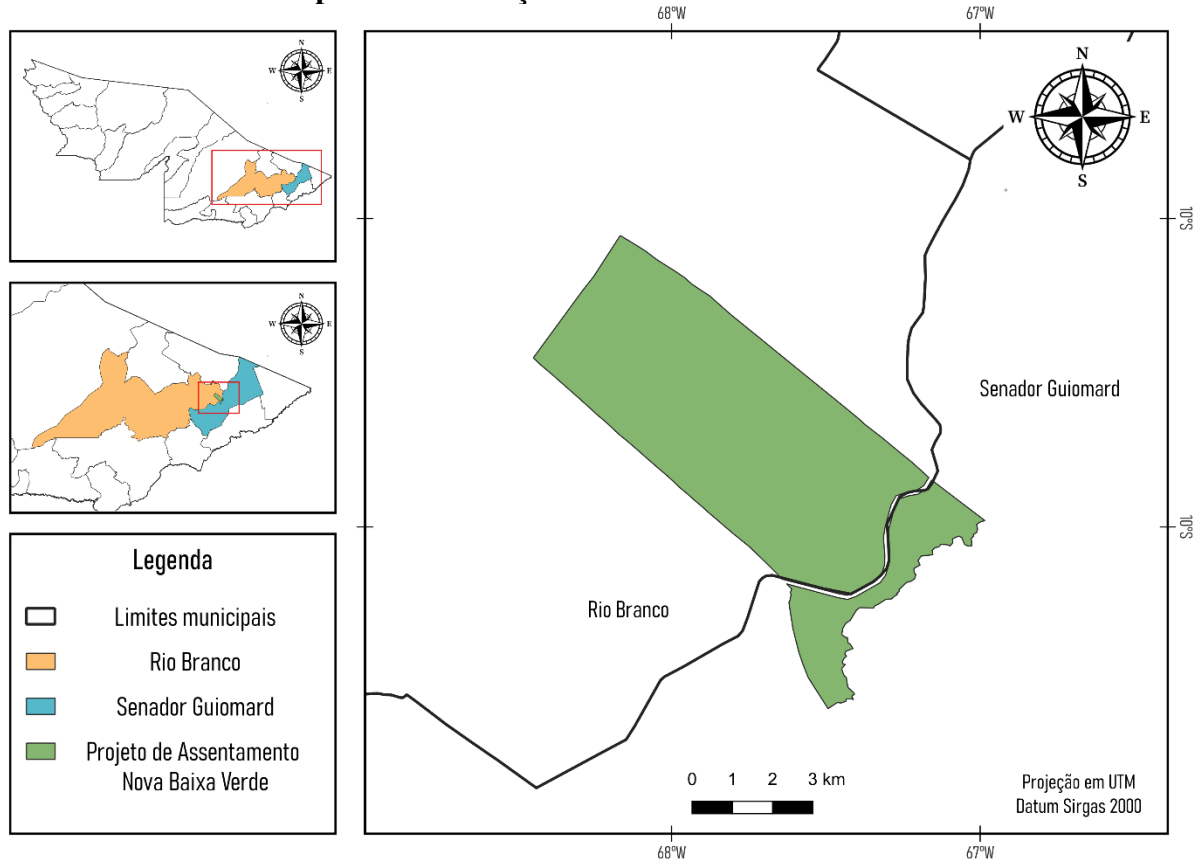 N
W
E
S
N
W
E
S
Legenda
Limites municipais
Rio Branco
Senador Guiomard
Projeto de Assentamento
Nova Baixa Verde
68°W
67°W
N
W
E
S
10°S
Senador Guiomard
10°S
Rio Branco
0 1 2 3 km
Projeção em UTM
Datum Sirgas 2000
68°W
67°W